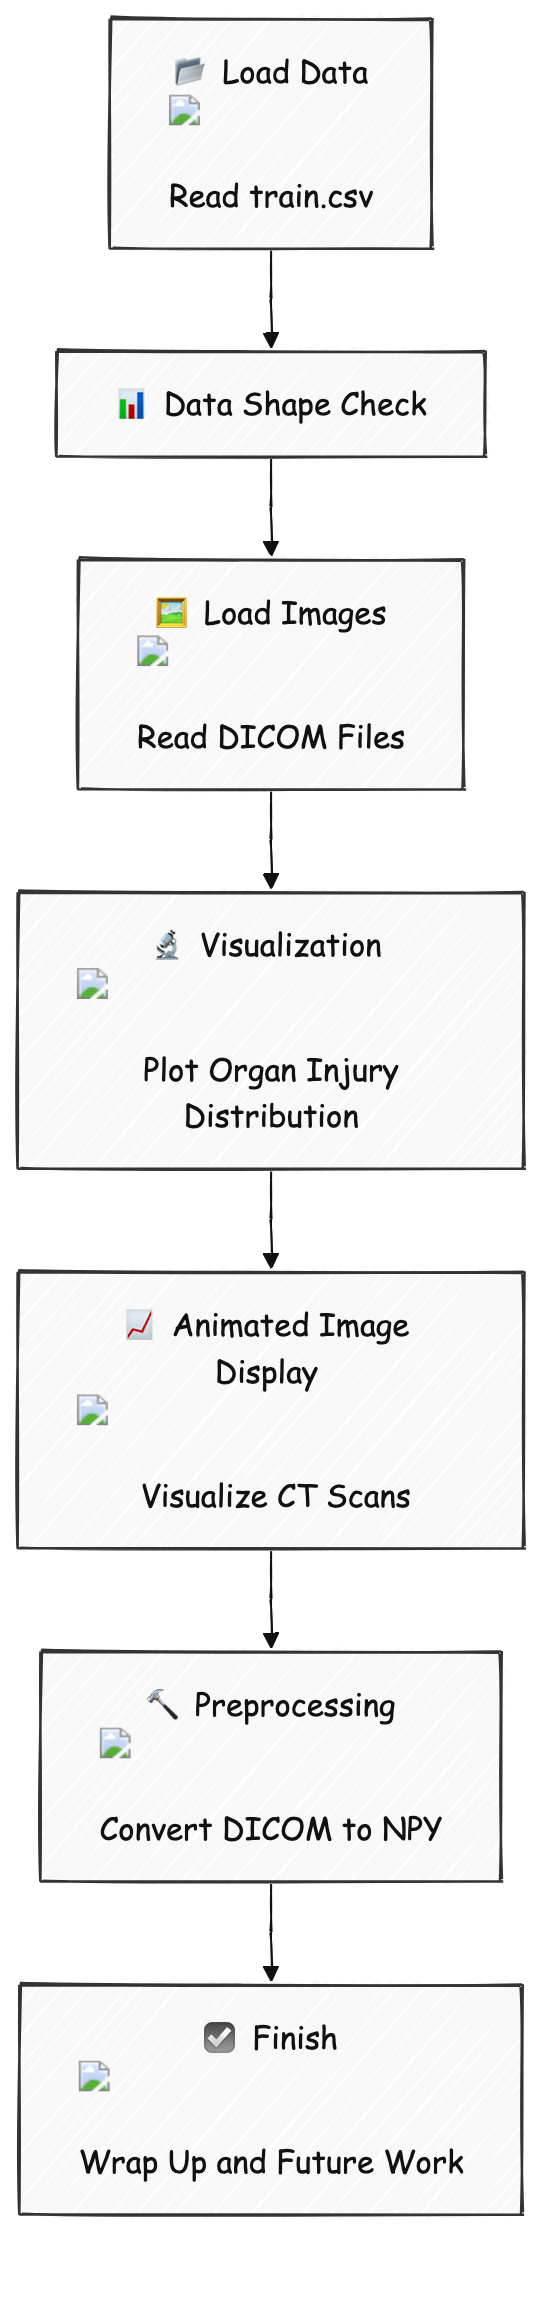 Load Data
Read train.csv
Data Shape Check
Load Images
Read DICOM Files
Visualization
Plot Organ Injury
Distribution
Animated Image
Display
Visualize CT Scans
Preprocessing
Convert DICOM to NPY
Finish
Wrap Up and Future Work